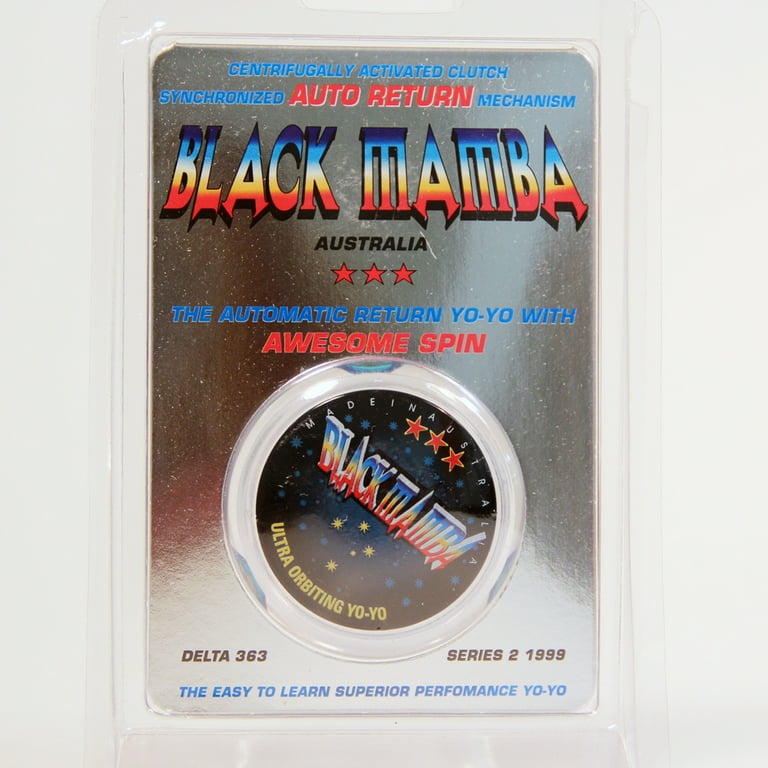 CENTRIFUGALLY ACTIVATED CLUTCH
SYNCHRONIZED AUTO RETURN MECHANISM
BLACK MAMBA
AUSTRALIA
THE AUTOMATIC RETURN YO-YO WITH
AWESOME SPIN
MADE IN AUSTRALIA
BLACK MAMBA
ULTRA ORBITING YO-YO
DELTA 363
SERIES 2 1999
THE EASY TO LEARN SUPERIOR PERFOMANCE YO-YO